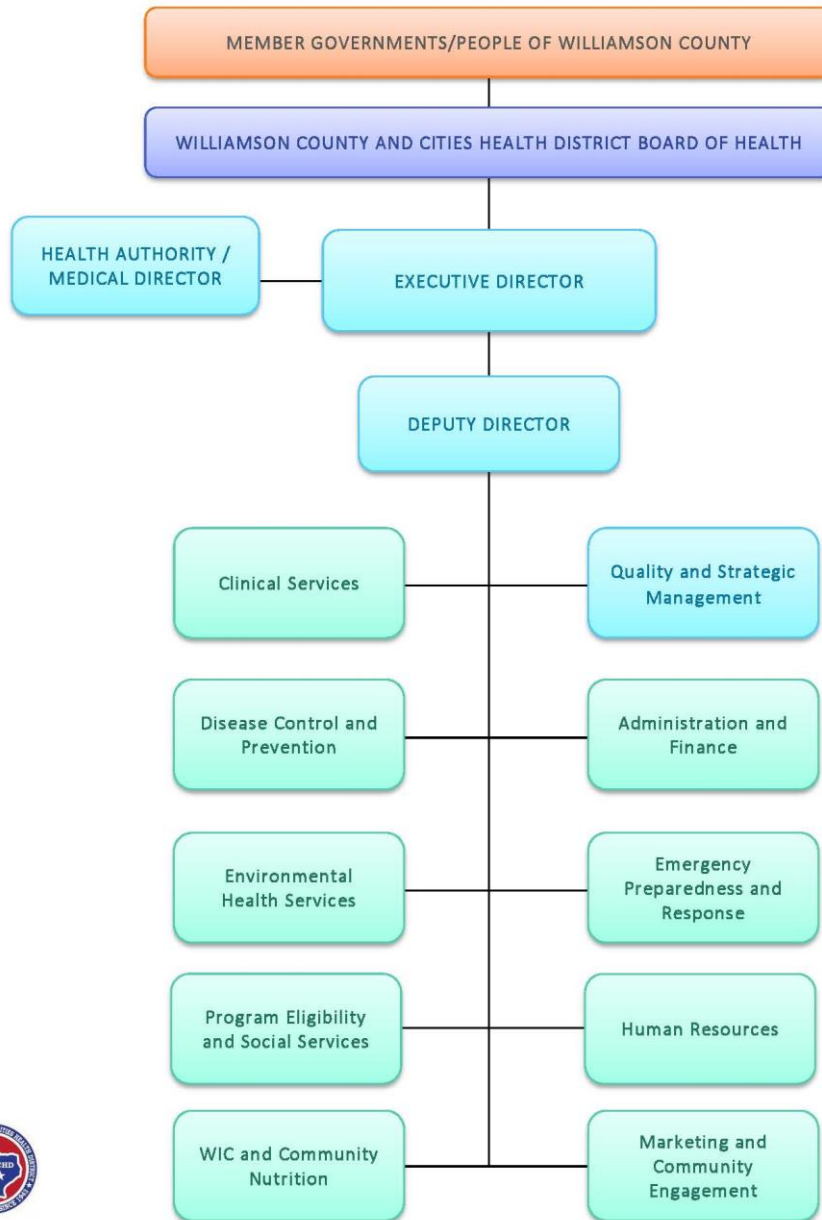 MEMBER GOVERNMENTS/PEOPLE OF WILLIAMSON COUNTY
WILLIAMSON COUNTY AND CITIES HEALTH DISTRICT BOARD OF HEALTH
HEALTH AUTHORITY /
MEDICAL DIRECTOR
EXECUTIVE DIRECTOR
DEPUTY DIRECTOR
Clinical Services
Quality and Strategic
Management
Disease Control and
Prevention
Administration and
Finance
Environmental
Health Services
Emergency
Preparedness and
Response
Program Eligibility
and Social Services
Human Resources
WIC and Community
Nutrition
Marketing and
Community
Engagement